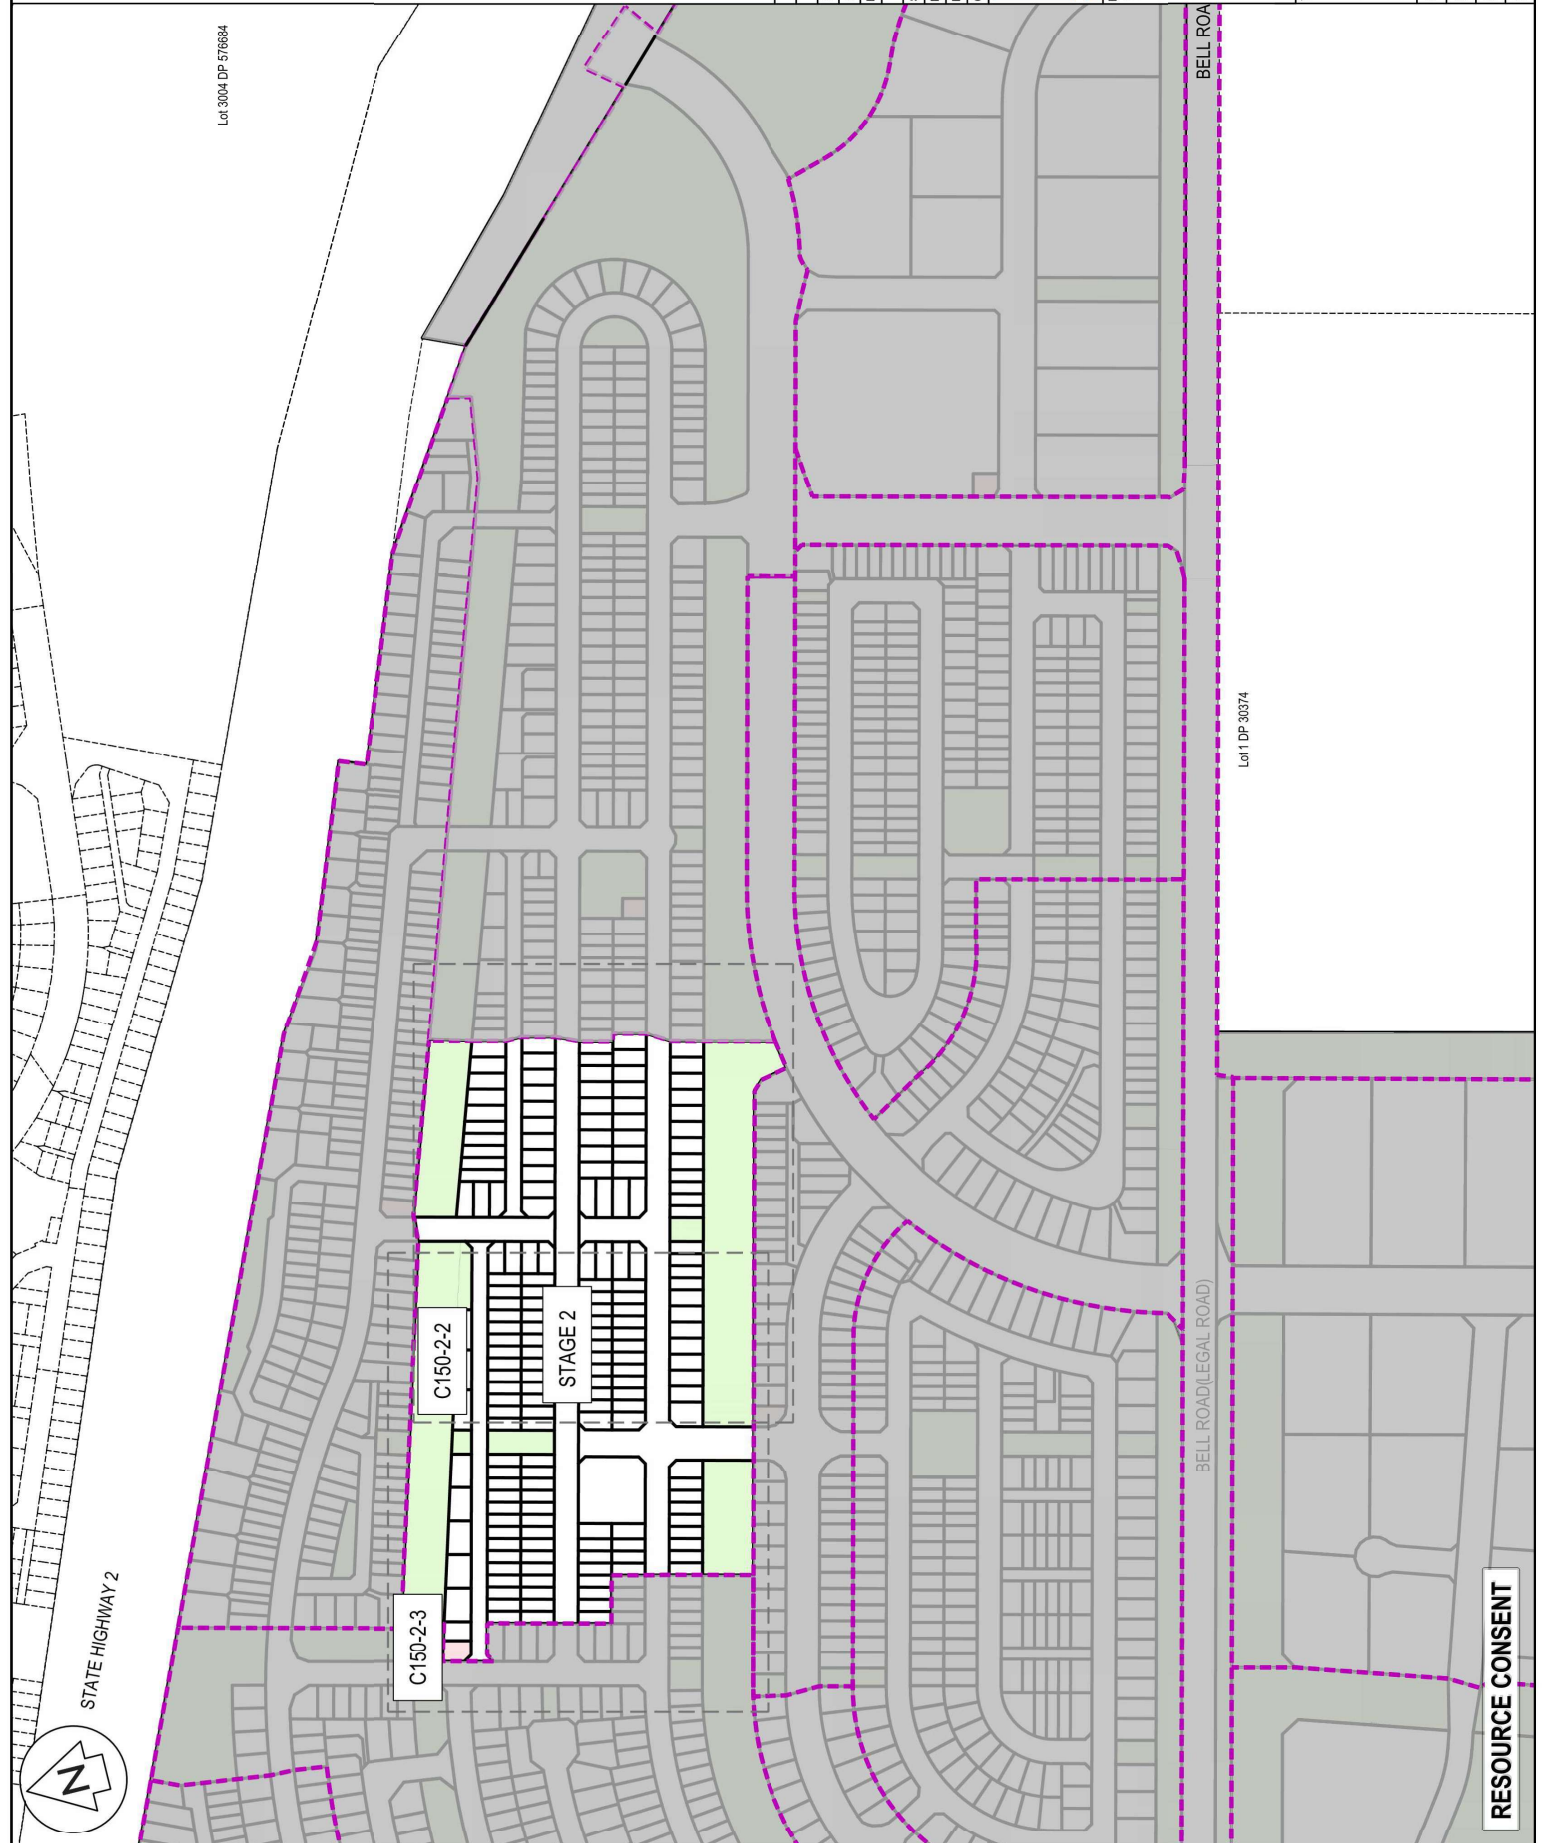 Lot 3004 DP 576684
BELL ROA
Lot 1 DP 30374
C150-2-2
STAGE 2
BELL ROAD(LEGAL ROAD)
C150-2-3
STATE HIGHWAY 2
N
RESOURCE CONSENT